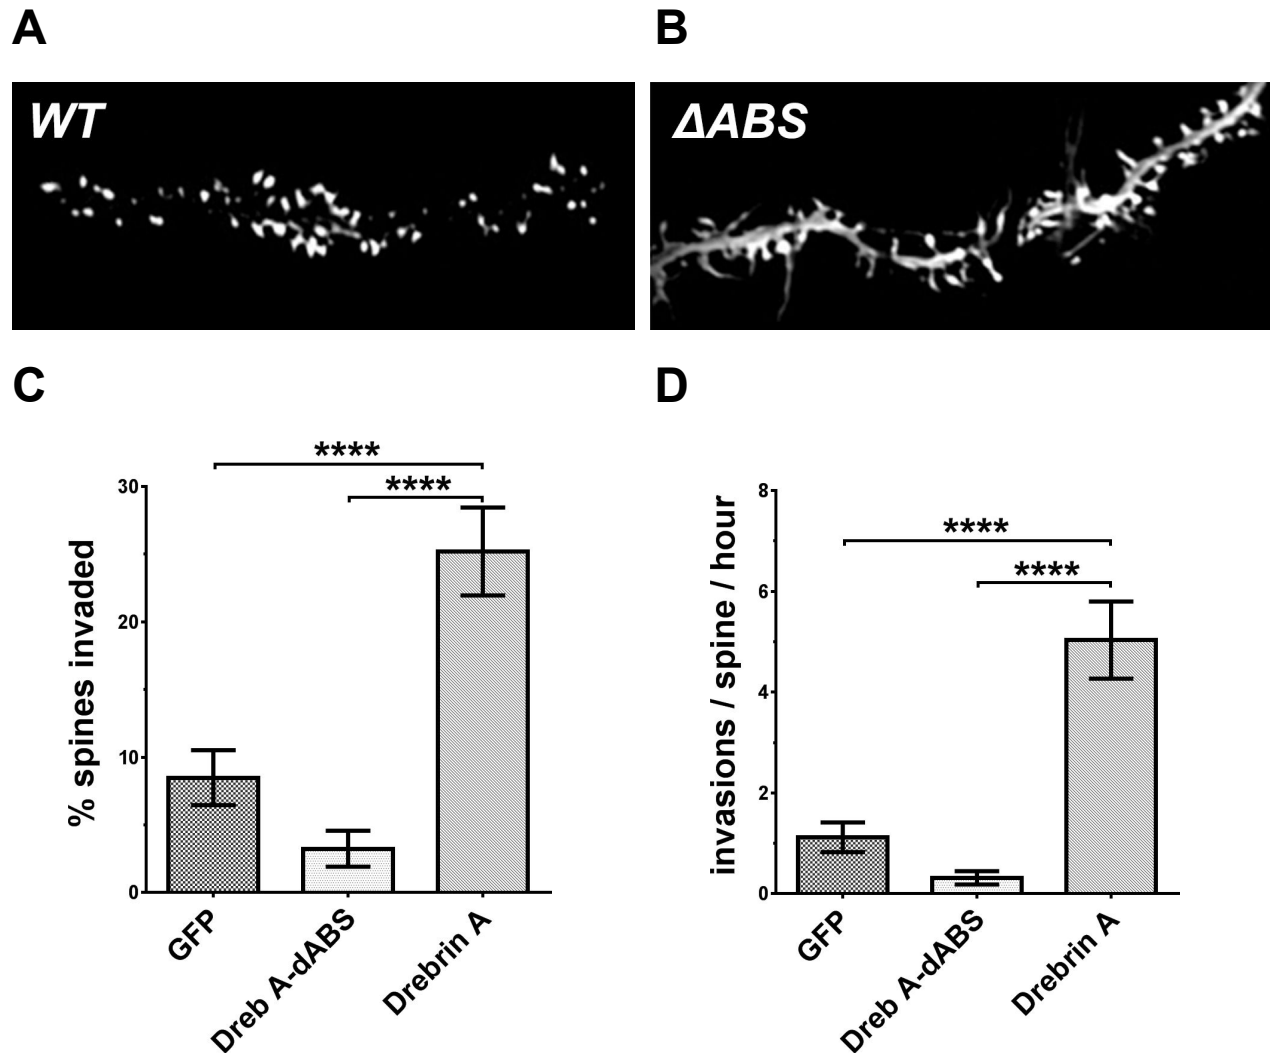 A
B
WT
ΔABS
C
D
****
****
30
20
10
0
% spines invaded
GFP
Dreb A-dABS
Drebrin A
****
****
8
6
4
2
0
invasions / spine / hour
GFP
Dreb A-dABS
Drebrin A